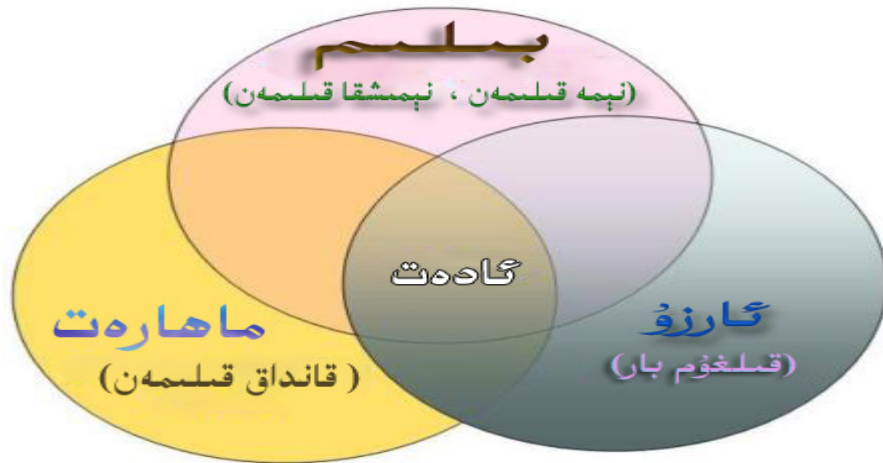 بىلىم
(نېمە قىلىمەن ، نېمىشقا قىلىمەن)
ئادەت
ئارزۇ
(قىلغۇم بار)
ماھارەت
(قانداق قىلىمەن)